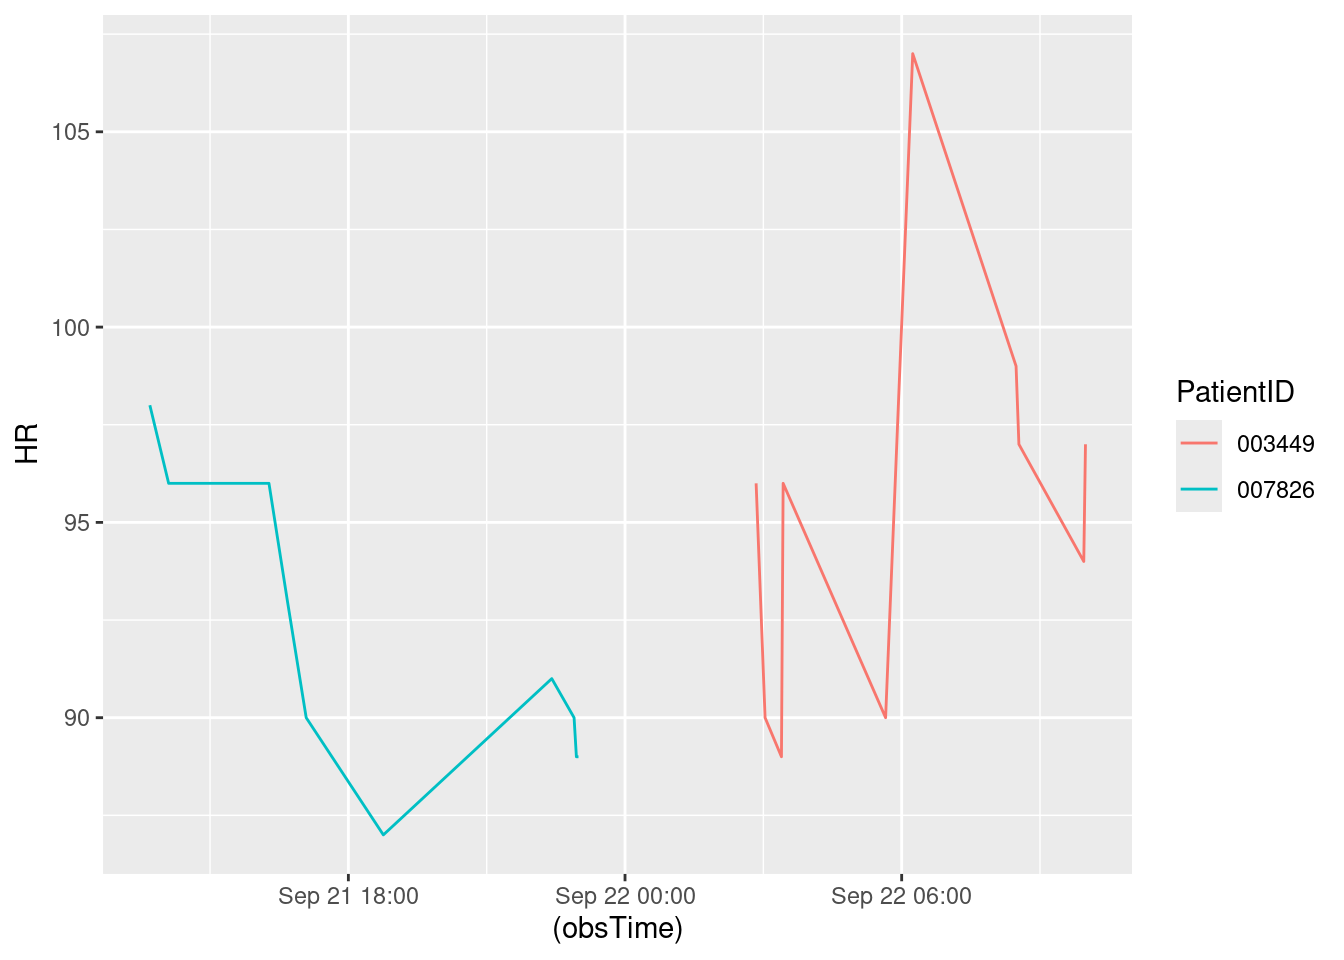 HR
105
100
95
90
Sep 21 18:00
Sep 22 00:00
Sep 22 06:00
(obsTime)
PatientID
003449
007826